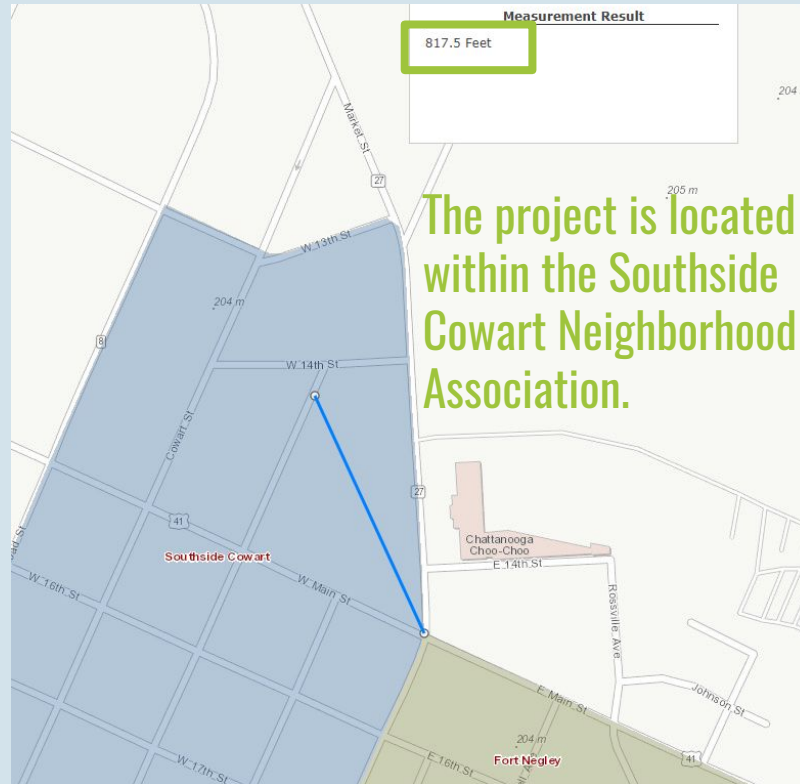 Measurement Result
817.5 Feet
204
Market St
27
205 m
The project is located
within the Southside
Cowart Neighborhood
Association.
W 13th St
204 m
8
W 14th St
Cowart St
27
41
Chattanooga
Choo-Choo
E 14th St
Southside Cowart
W 16th St
W Main St
Rossville Ave
Johnson St
E Main St
204 m
Fort Negley
41
E 16th St
W 17th St